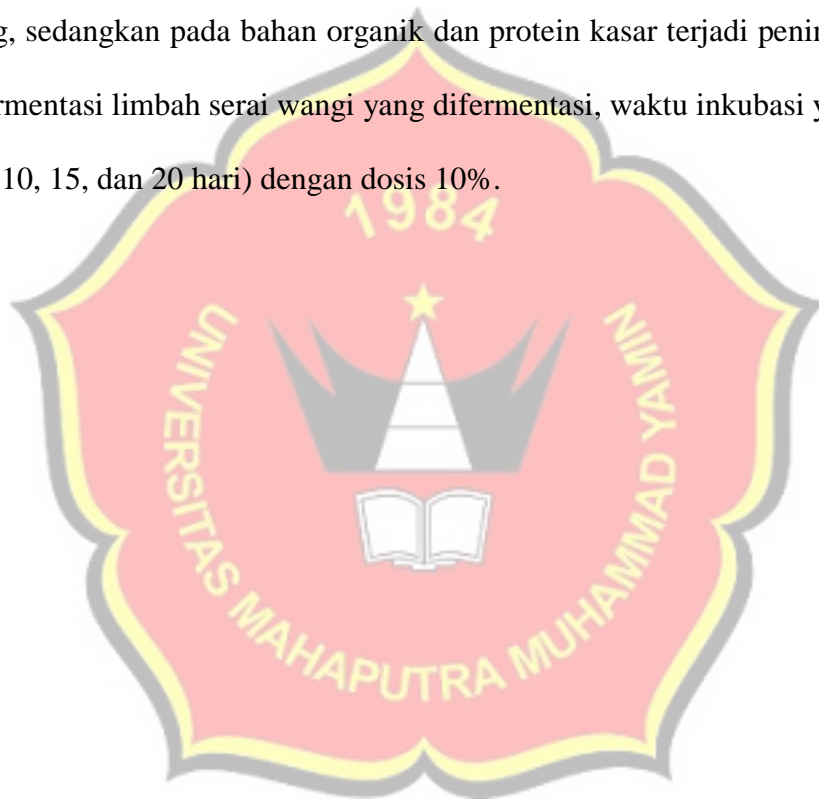 g, sedangkan pada bahan organik dan protein kasar terjadi penin
rmentasi limbah serai wangi yang difermentasi, waktu inkubasi y
10, 15, dan 20 hari) dengan dosis 10%.
1984
UNIVERSITAS MAHAPUTRA MUHAMMAD YAMIN